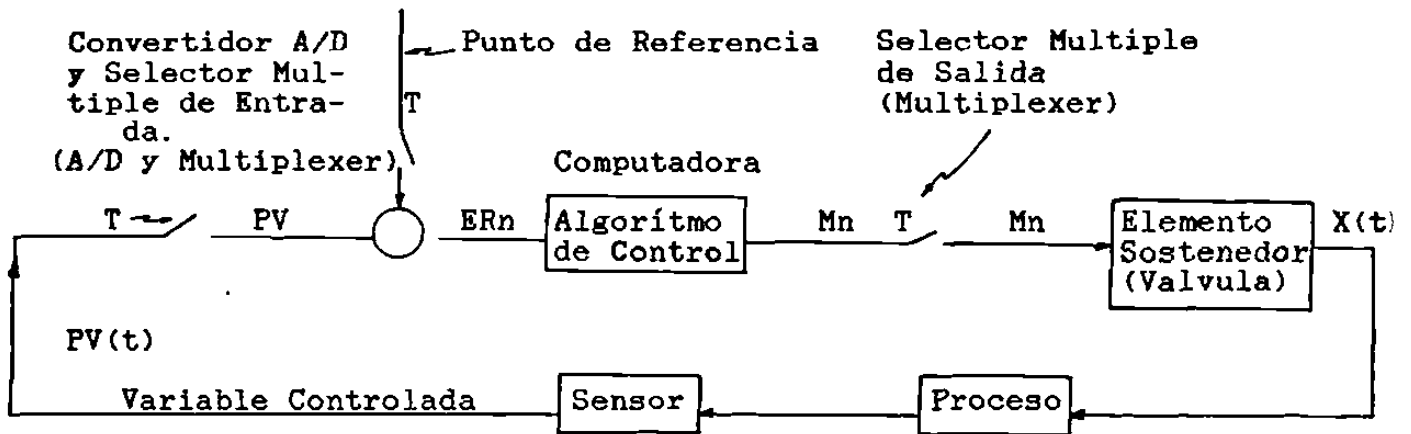 Convertidor A/D
y Selector Mul-
tiple de Entra-
da.
(A/D y Multiplexer)
Punto de Referencia
T
Selector Multiple
de Salida
(Multiplexer)
Computadora
T
PV
ERn
Algorítmo
de Control
Mn
T
Mn
Elemento
Sostenedor
(Valvula)
X(t)
PV(t)
Variable Controlada
Sensor
Proceso